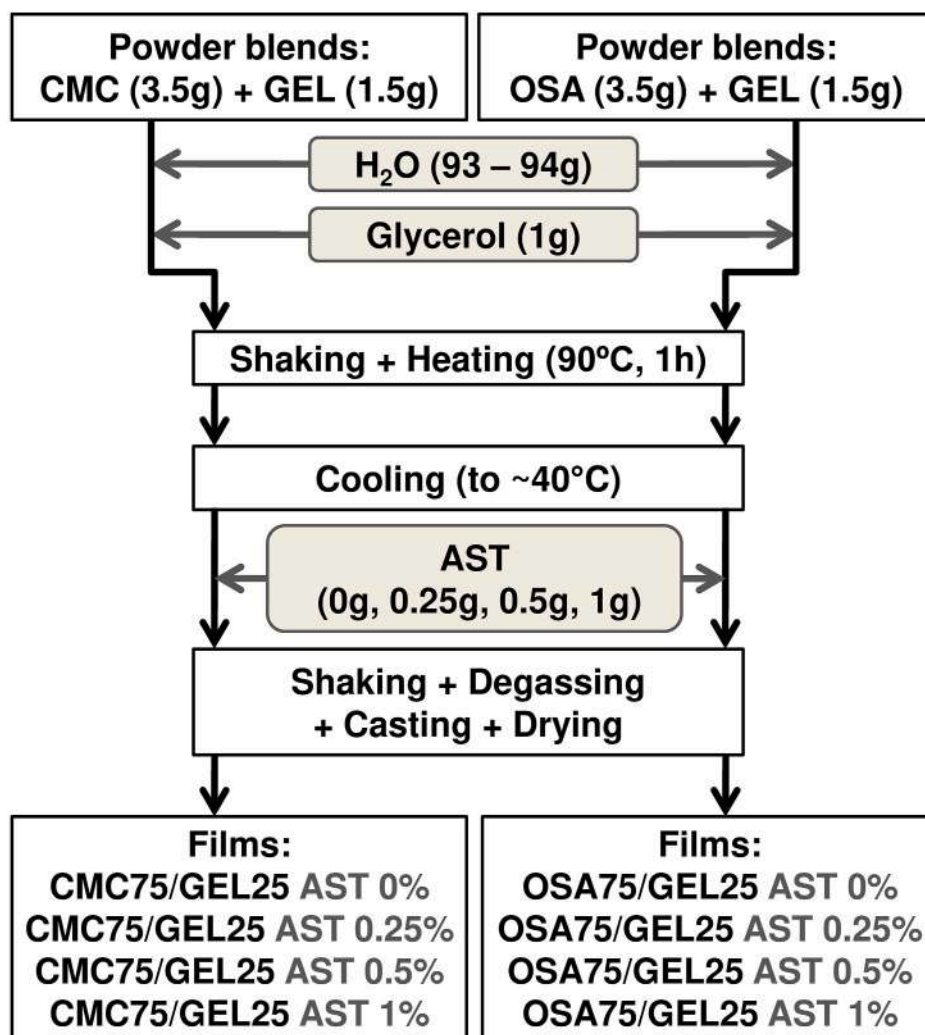 Powder blends:
CMC (3.5g) + GEL (1.5g)
Powder blends:
OSA (3.5g) + GEL (1.5g)
H₂O (93 – 94g)
Glycerol (1g)
Shaking + Heating (90ºC, 1h)
Cooling (to ~40°C)
AST
(0g, 0.25g, 0.5g, 1g)
Shaking + Degassing
+ Casting + Drying
Films:
CMC75/GEL25 AST 0%
CMC75/GEL25 AST 0.25%
CMC75/GEL25 AST 0.5%
CMC75/GEL25 AST 1%
Films:
OSA75/GEL25 AST 0%
OSA75/GEL25 AST 0.25%
OSA75/GEL25 AST 0.5%
OSA75/GEL25 AST 1%